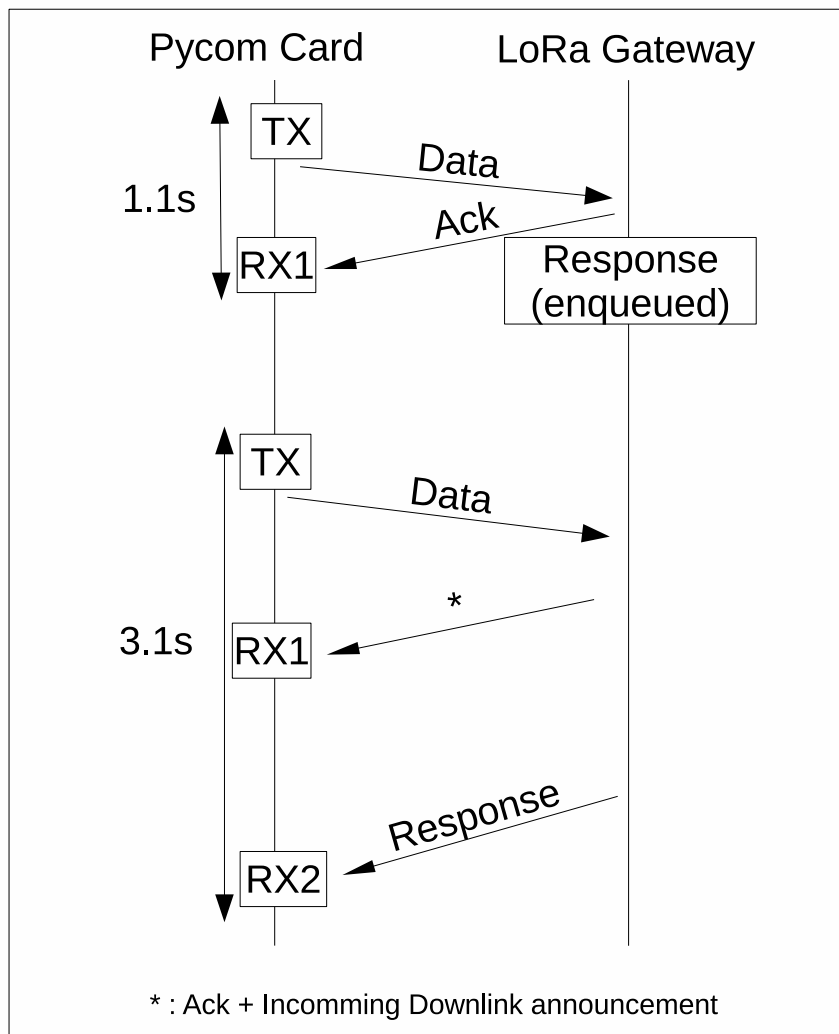 Pycom Card
LoRa Gateway
TX
Data
1.1s
Ack
RX1
Response
(enqueued)
TX
Data
*
3.1s
RX1
Response
RX2
* : Ack + Incomming Downlink announcement